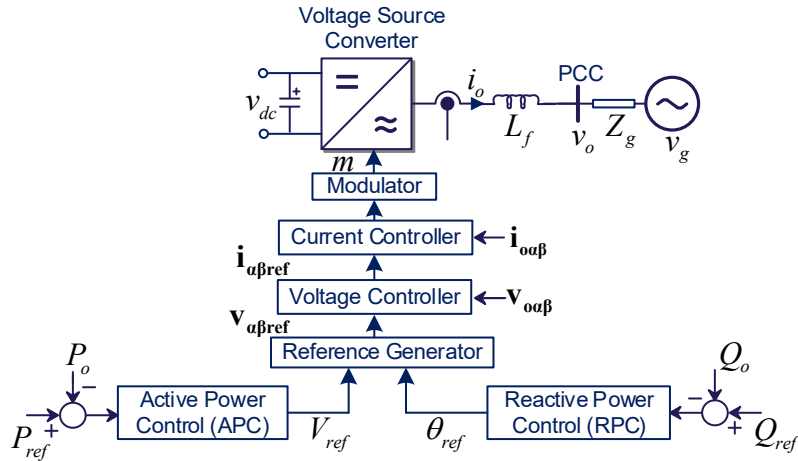 Voltage Source
Converter
v_dc
+
=
≈
i_o
L_f
PCC
v_o
Z_g
v_g
m
Modulator
Current Controller
i_oαβ
i_αβref
Voltage Controller
v_oαβ
v_αβref
Reference Generator
P_o
−
P_ref
+
Active Power
Control (APC)
V_ref
θ_ref
Reactive Power
Control (RPC)
Q_o
−
+
Q_ref